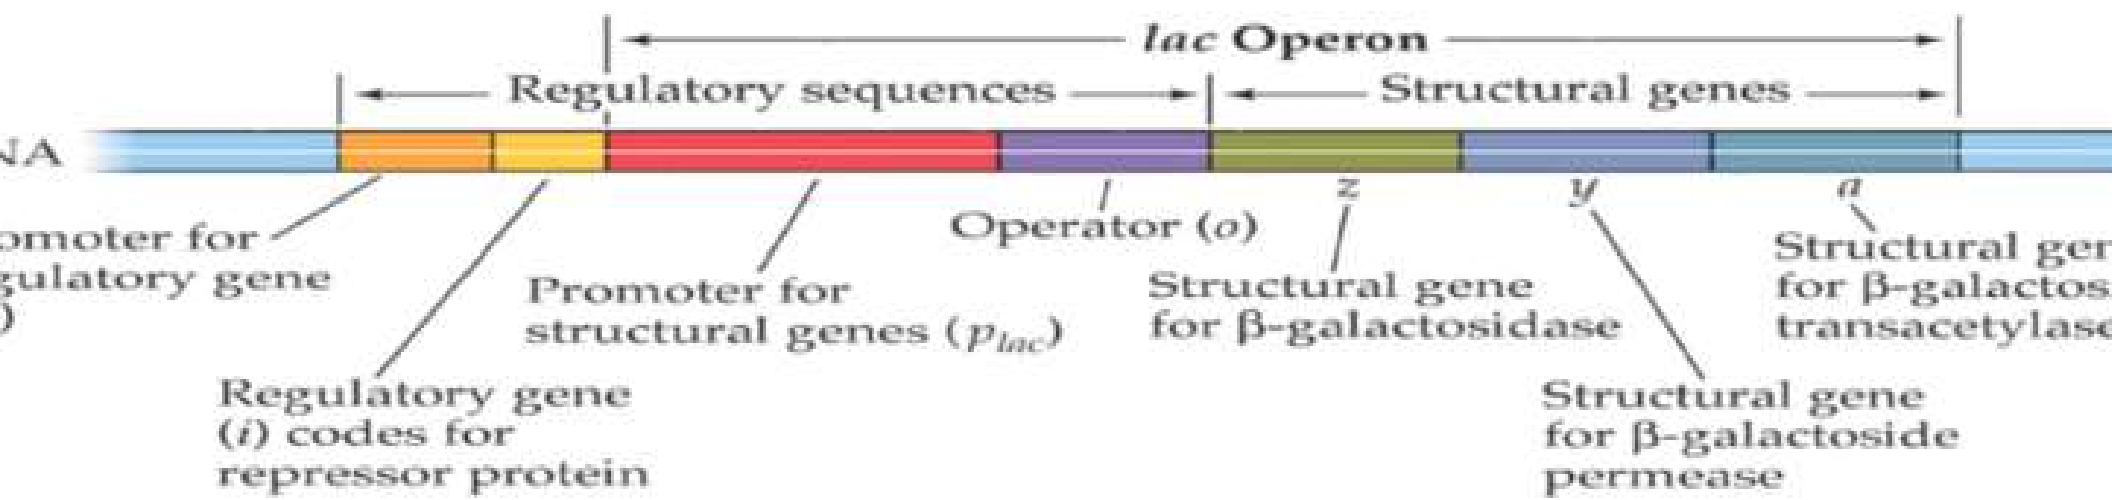 lac Operon
Regulatory sequences
Structural genes
NA
z
y
a
omoter for
gulatory gene
)
Regulatory gene
(i) codes for
repressor protein
Promoter for
structural genes (plac)
Operator (o)
Structural gene
for β-galactosidase
Structural gene
for β-galactoside
permease
Structural gen
for β-galactos
transacetylase